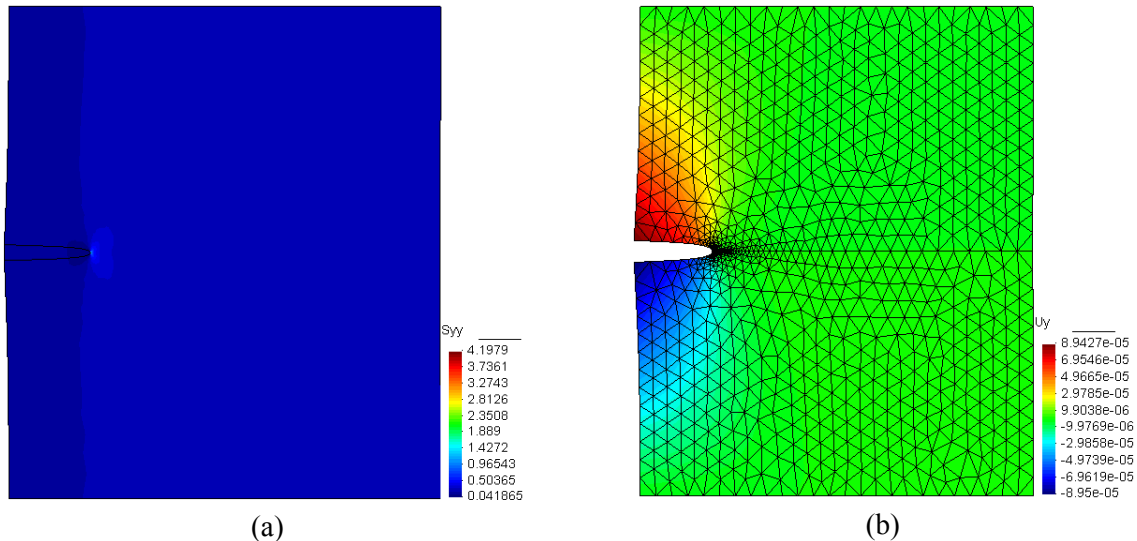 Syy
4.1979
3.7361
3.2743
2.8126
2.3508
1.889
1.4272
0.96543
0.50365
0.041865
(a)
Uy
8.9427e-05
6.9546e-05
4.9665e-05
2.9785e-05
9.9038e-06
-9.9769e-06
-2.9858e-05
-4.9739e-05
-6.9619e-05
-8.95e-05
(b)